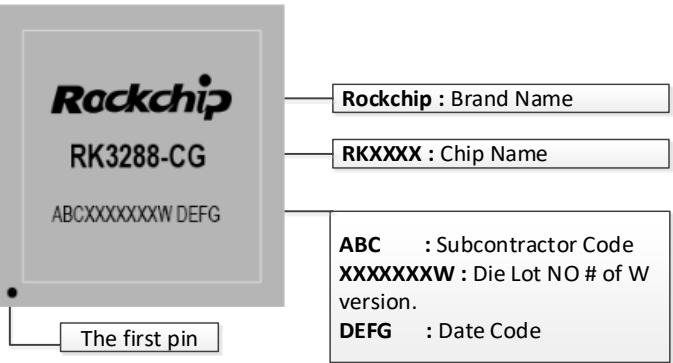 Rockchip
RK3288-CG
ABCXXXXXXXW DEFG
Rockchip : Brand Name
RKXXXX : Chip Name
ABC : Subcontractor Code
XXXXXXXW : Die Lot NO # of W
version.
DEFG : Date Code
The first pin